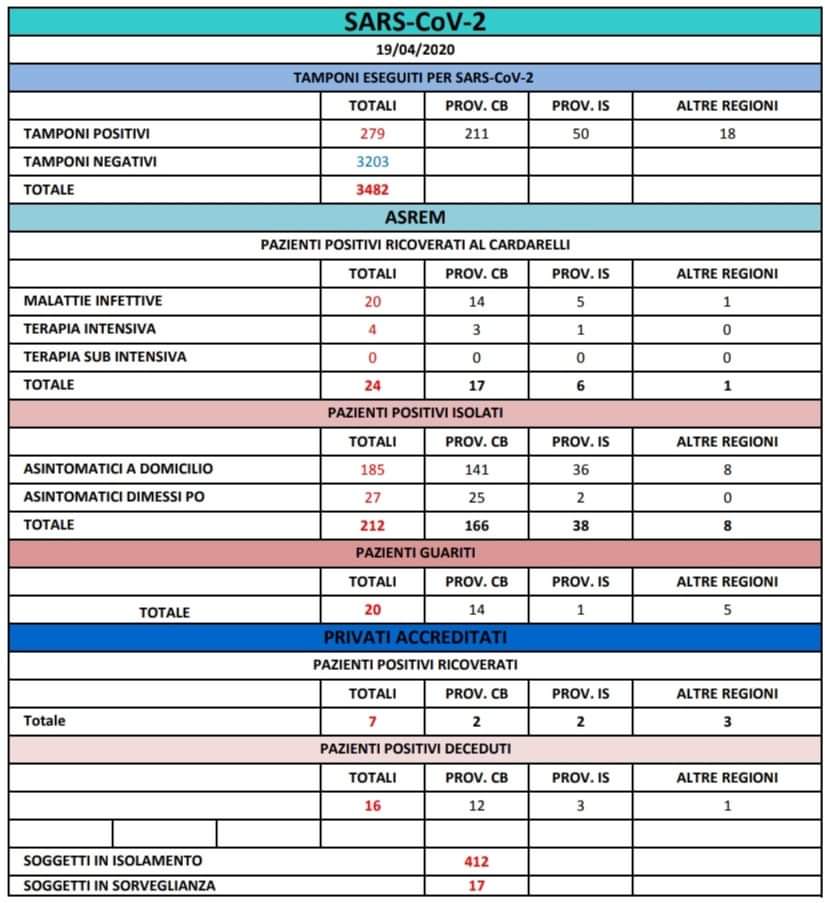 SARS-CoV-2
19/04/2020
TAMPONI ESEGUITI PER SARS-CoV-2
TOTALI PROV. CB PROV. IS ALTRE REGIONI
TAMPONI POSITIVI 279 211 50 18
TAMPONI NEGATIVI 3203
TOTALE 3482
ASREM
PAZIENTI POSITIVI RICOVERATI AL CARDARELLI
TOTALI PROV. CB PROV. IS ALTRE REGIONI
MALATTIE INFETTIVE 20 14 5 1
TERAPIA INTENSIVA 4 3 1 0
TERAPIA SUB INTENSIVA 0 0 0 0
TOTALE 24 17 6 1
PAZIENTI POSITIVI ISOLATI
TOTALI PROV. CB PROV. IS ALTRE REGIONI
ASINTOMATICI A DOMICILIO 185 141 36 8
ASINTOMATICI DIMESSI PO 27 25 2 0
TOTALE 212 166 38 8
PAZIENTI GUARITI
TOTALI PROV. CB PROV. IS ALTRE REGIONI
TOTALE 20 14 1 5
PRIVATI ACCREDITATI
PAZIENTI POSITIVI RICOVERATI
TOTALI PROV. CB PROV. IS ALTRE REGIONI
Totale 7 2 2 3
PAZIENTI POSITIVI DECEDUTI
TOTALI PROV. CB PROV. IS ALTRE REGIONI
16 12 3 1
SOGGETTI IN ISOLAMENTO 412
SOGGETTI IN SORVEGLIANZA 17